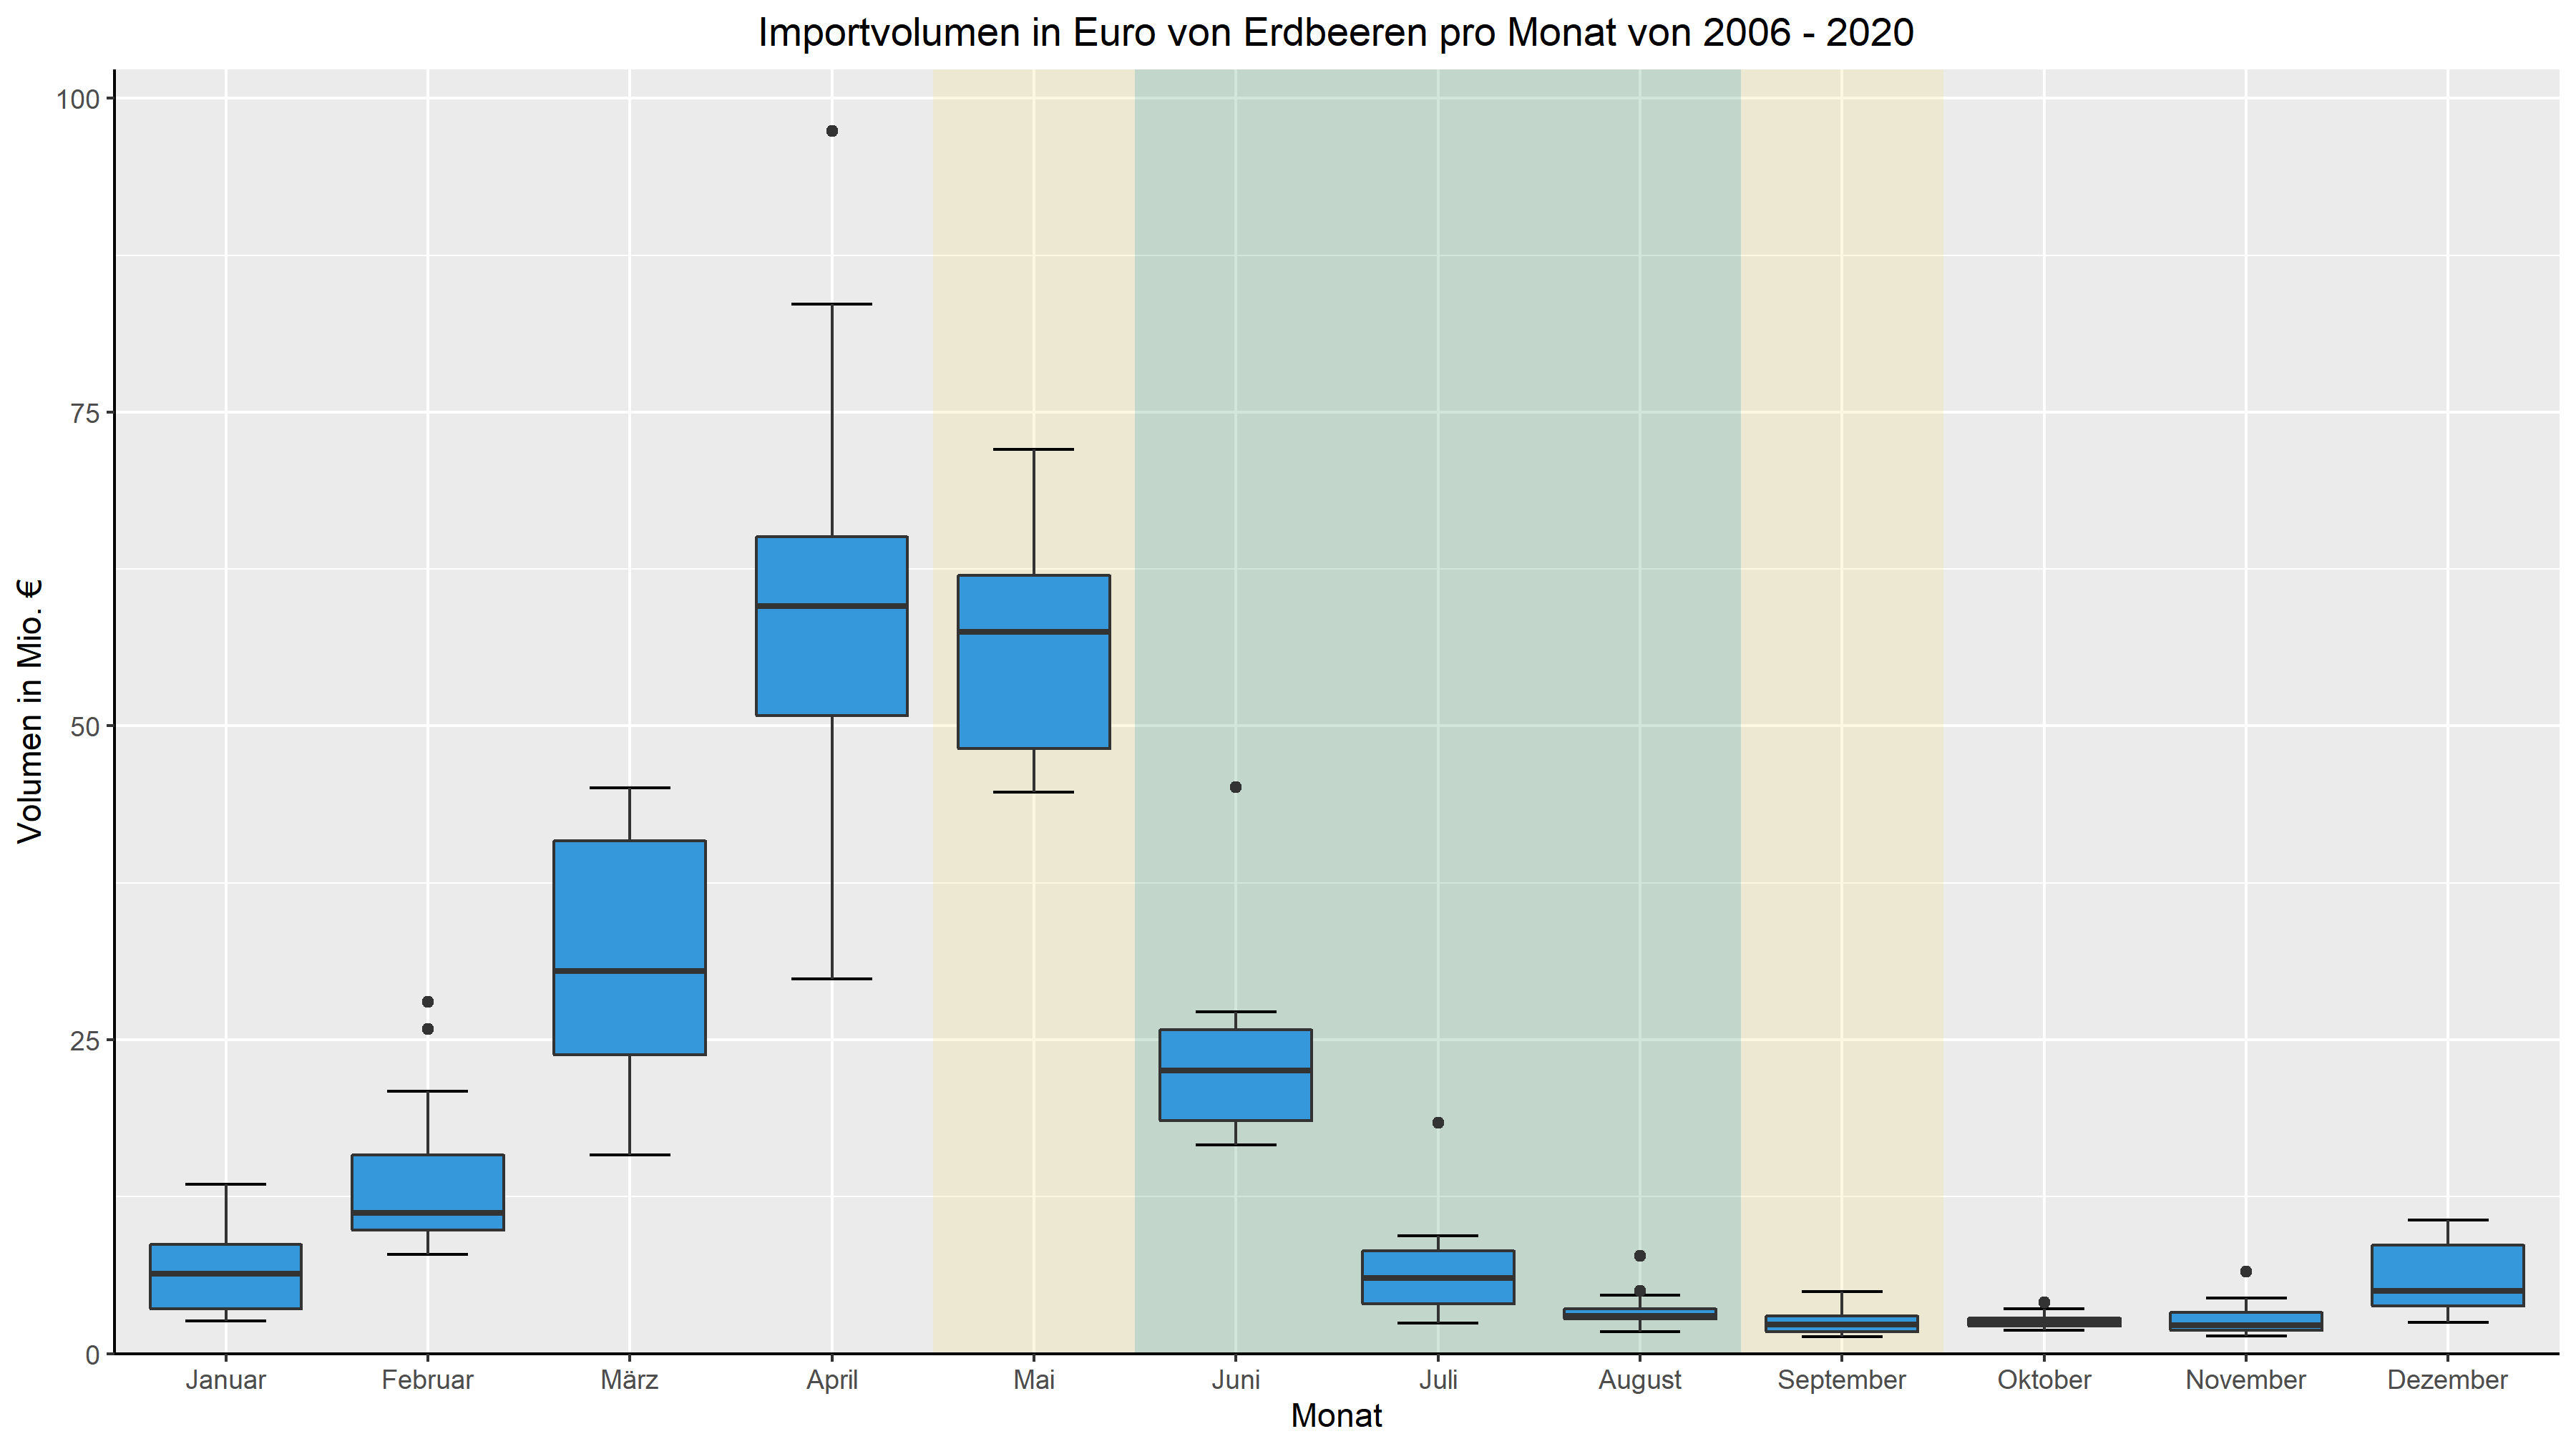 Importvolumen in Euro von Erdbeeren pro Monat von 2006 - 2020
Volumen in Mio. €
100
75
50
25
0
Januar Februar März April Mai Juni Juli August September Oktober November Dezember
Monat